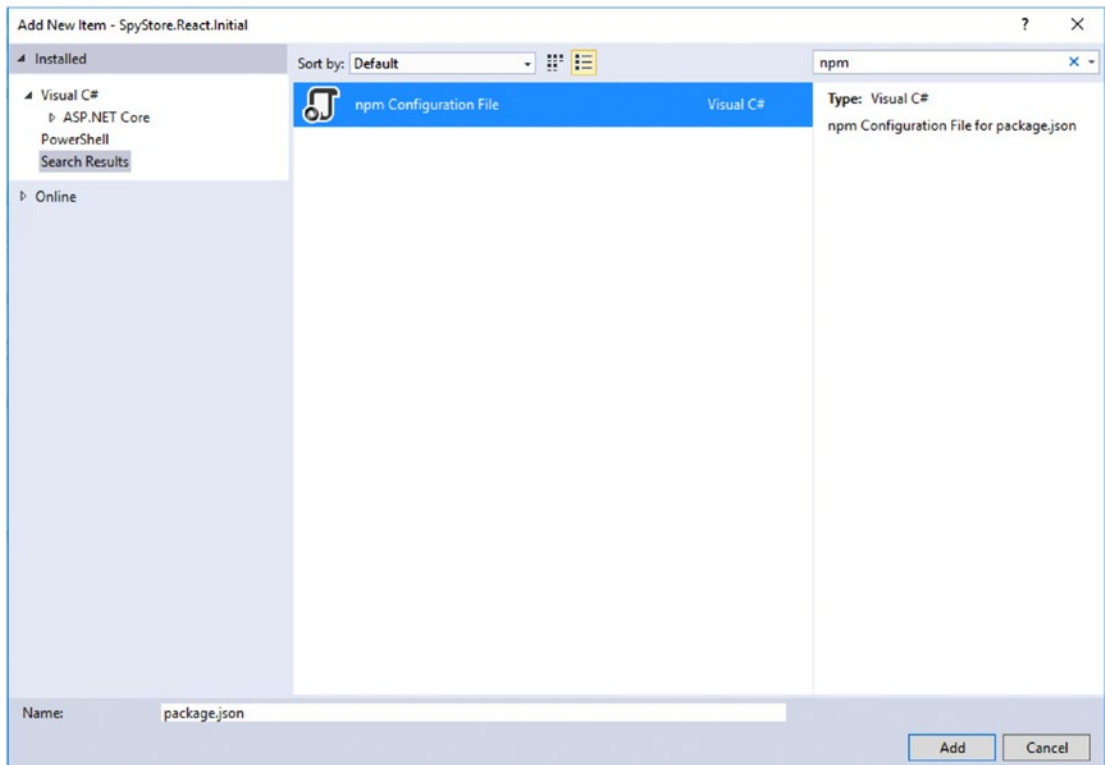 Add New Item - SpyStore.React.Initial
Installed
Visual C#
ASP.NET Core
PowerShell
Search Results
Online
Sort by: Default
npm Configuration File Visual C#
npm
Type: Visual C#
npm Configuration File for package.json
Name: package.json
Add Cancel